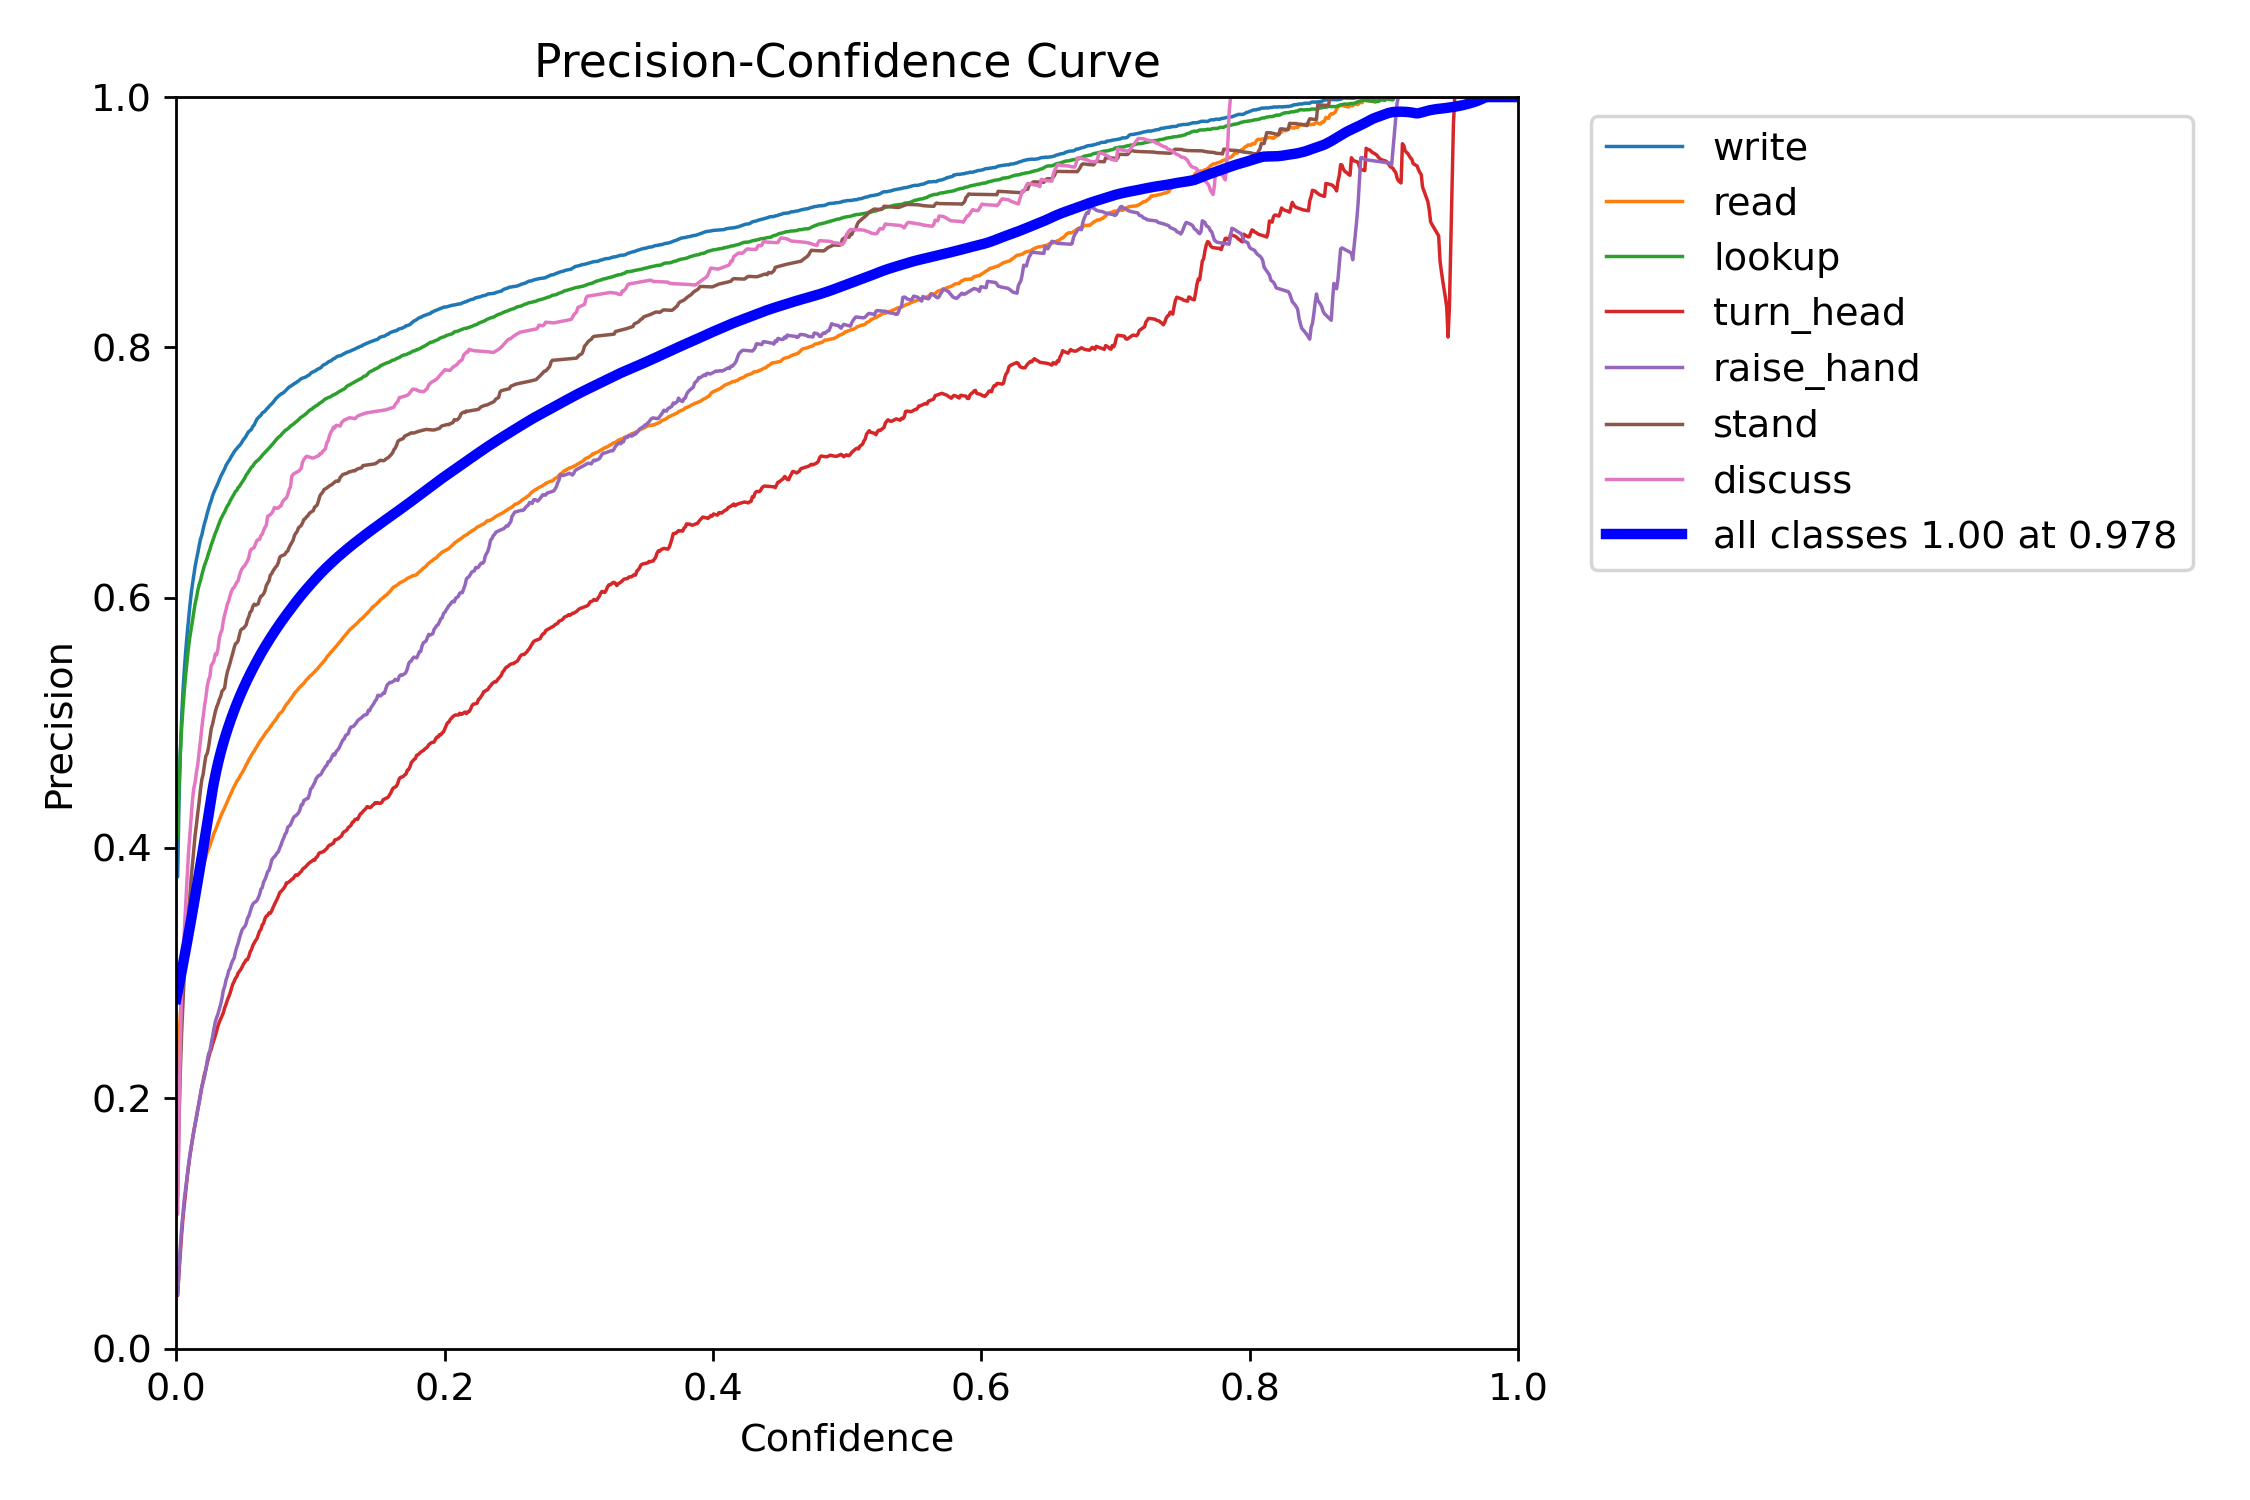 Precision-Confidence Curve
1.0
0.8
0.6
0.4
0.2
0.0
Precision
0.0 0.2 0.4 0.6 0.8 1.0
Confidence
write
read
lookup
turn_head
raise_hand
stand
discuss
all classes 1.00 at 0.978